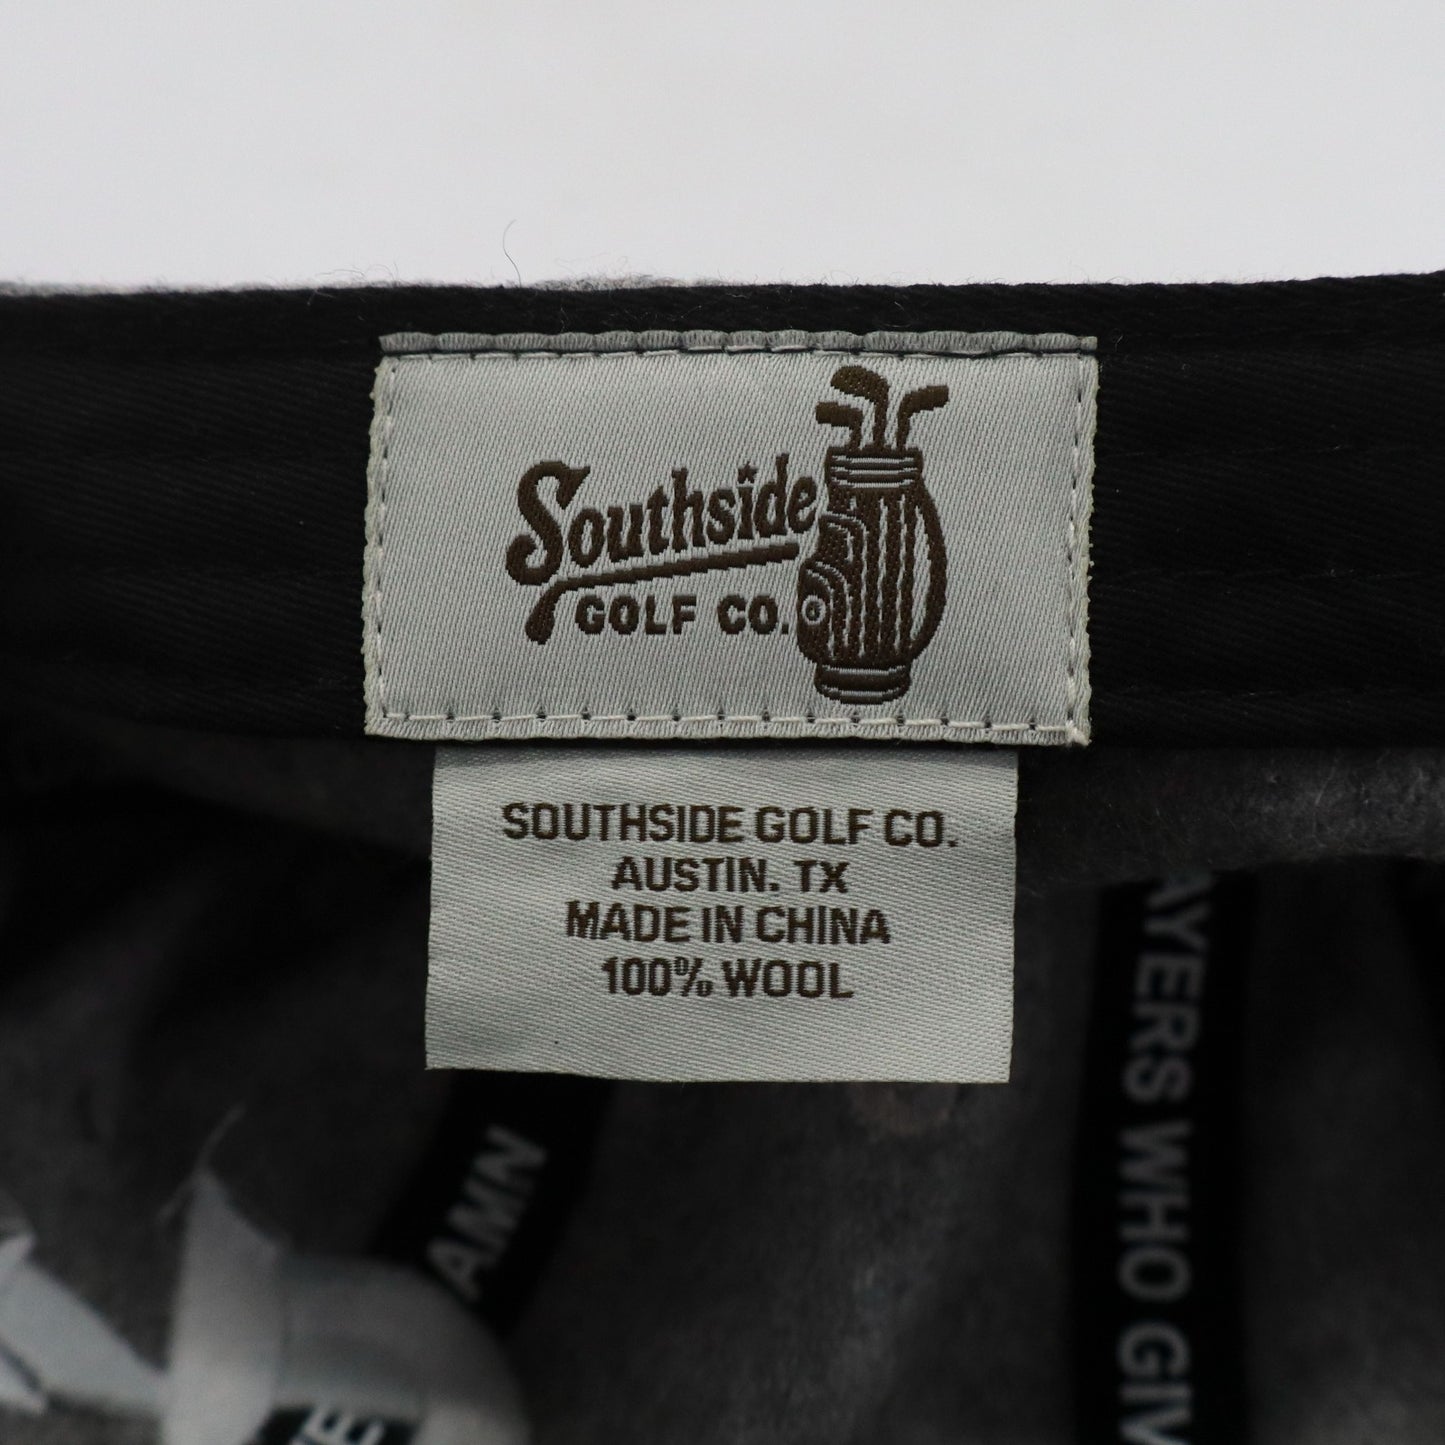 Southside
GOLF CO.
SOUTHSIDE GOLF CO.
AUSTIN. TX
MADE IN CHINA
100% WOOL
AYERS WHO GIV
AMN